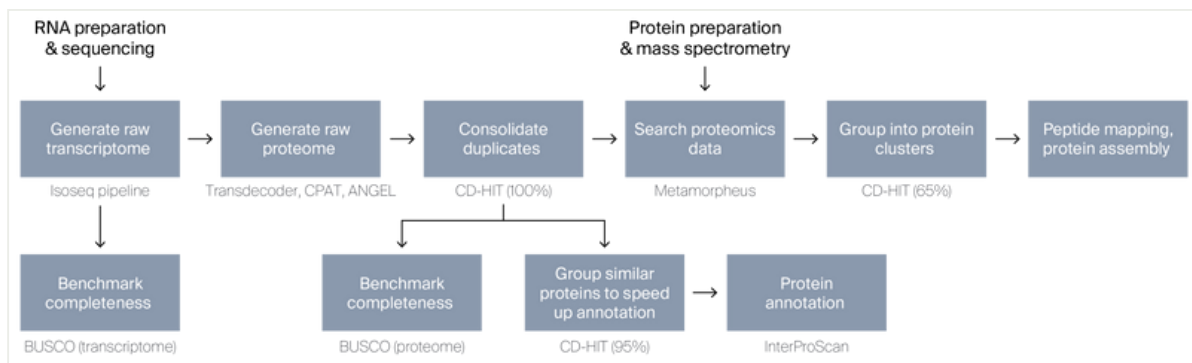 RNA preparation
& sequencing
Protein preparation
& mass spectrometry
Generate raw
transcriptome
Generate raw
proteome
Consolidate
duplicates
Search proteomics
data
Group into protein
clusters
Peptide mapping,
protein assembly
Isoseq pipeline
Transdecoder, CPAT, ANGEL
CD-HIT (100%)
Metamorpheus
CD-HIT (65%)
Benchmark
completeness
Benchmark
completeness
Group similar
proteins to speed
up annotation
Protein
annotation
BUSCO (transcriptome)
BUSCO (proteome)
CD-HIT (95%)
InterProScan